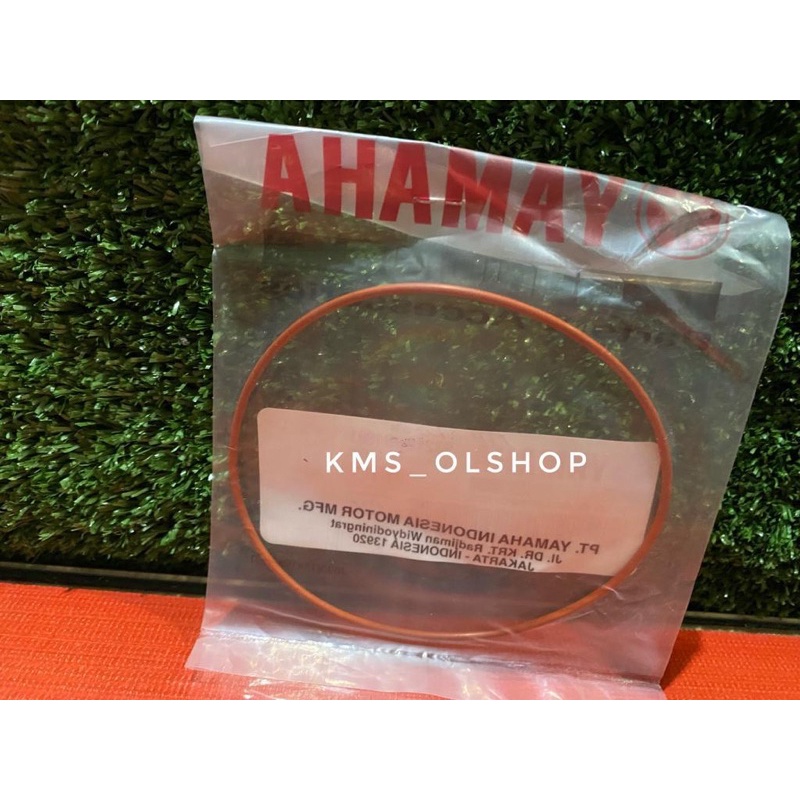 YAMAHA
KMS_OLSHOP
PT. YAMAHA INDONESIA MOTOR MFG.
Jl. DR. KRT. Radjiman Widyodiningrat
JAKARTA - INDONESIA 13920